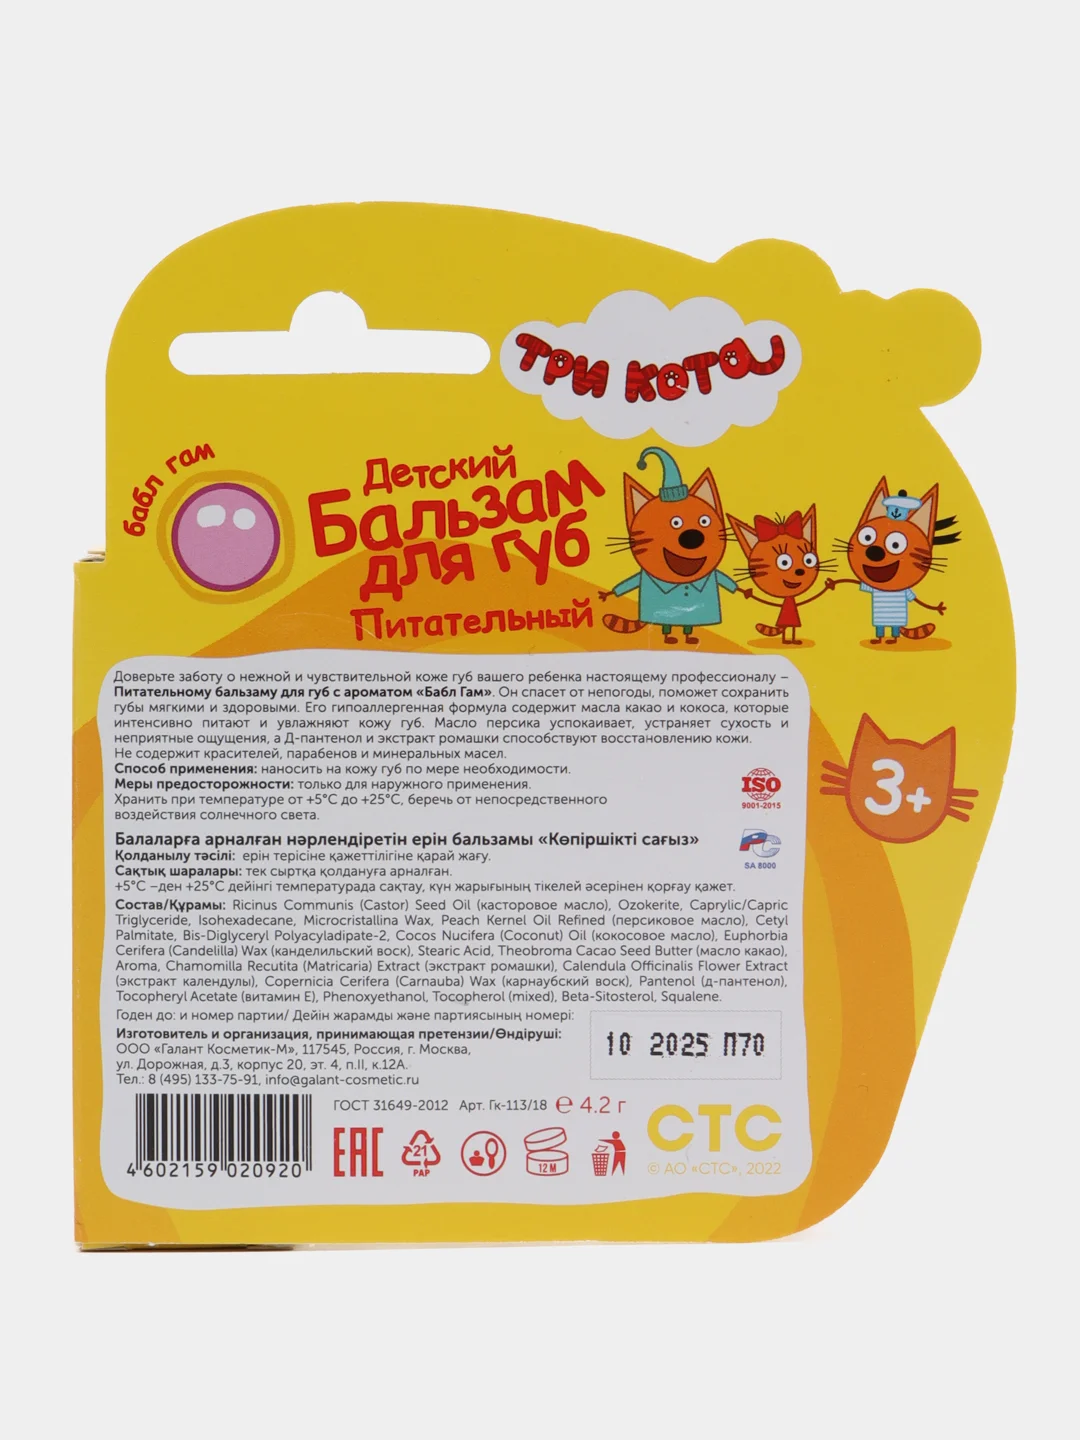 ТРИ КОТА
бабл гам
Детский
Бальзам
для губ
Питательный
Доверьте заботу о нежной и чувствительной коже губ вашего ребенка настоящему профессионалу –
Питательному бальзаму для губ с ароматом «Бабл Гам». Он спасет от непогоды, поможет сохранить
губы мягкими и здоровыми. Его гипоаллергенная формула содержит масла какао и кокоса, которые
интенсивно питают и увлажняют кожу губ. Масло персика успокаивает, устраняет сухость и
неприятные ощущения, а Д-пантенол и экстракт ромашки способствуют восстановлению кожи.
Не содержит красителей, парабенов и минеральных масел.
Способ применения: наносить на кожу губ по мере необходимости.
Меры предосторожности: только для наружного применения.
Хранить при температуре от +5°С до +25°С, беречь от непосредственного
воздействия солнечного света.
ISO
9001-2015
РС
SA 8000
3+
Балаларға арналған нәрлендіретін ерін бальзамы «Көпіршікті сағыз»
Қолданылу тәсілі: ерін терісіне қажеттілігіне қарай жағу.
Сақтық шаралары: тек сыртқа қолдануға арналған.
+5°С –ден +25°С дейінгі температурада сақтау, күн жарығының тікелей әсерінен қорғау қажет.
Состав/Құрамы: Ricinus Communis (Castor) Seed Oil (касторовое масло), Ozokerite, Caprylic/Capric
Triglyceride, Isohexadecane, Microcristallina Wax, Peach Kernel Oil Refined (персиковое масло), Cetyl
Palmitate, Bis-Diglyceryl Polyacyladipate-2, Cocos Nucifera (Coconut) Oil (кокосовое масло), Euphorbia
Cerifera (Candelilla) Wax (канделильский воск), Stearic Acid, Theobroma Cacao Seed Butter (масло какао),
Aroma, Chamomilla Recutita (Matricaria) Extract (экстракт ромашки), Calendula Officinalis Flower Extract
(экстракт календулы), Copernicia Cerifera (Carnauba) Wax (карнаубский воск), Pantenol (д-пантенол),
Tocopheryl Acetate (витамин Е), Phenoxyethanol, Tocopherol (mixed), Beta-Sitosterol, Squalene.
Годен до: и номер партии/ Дейін жарамды және партиясының номері:
10 2025 П70
Изготовитель и организация, принимающая претензии/Өндіруші:
ООО «Галант Косметик-М», 117545, Россия, г. Москва,
ул. Дорожная, д.3, корпус 20, эт. 4, п.II, к.12А.
Тел.: 8 (495) 133-75-91, info@galant-cosmetic.ru
4 602159 020920
ГОСТ 31649-2012 Арт. Гк-113/18 ℮ 4.2 г
EAC
21
PAP
12 M
СТС
© АО «СТС», 2022